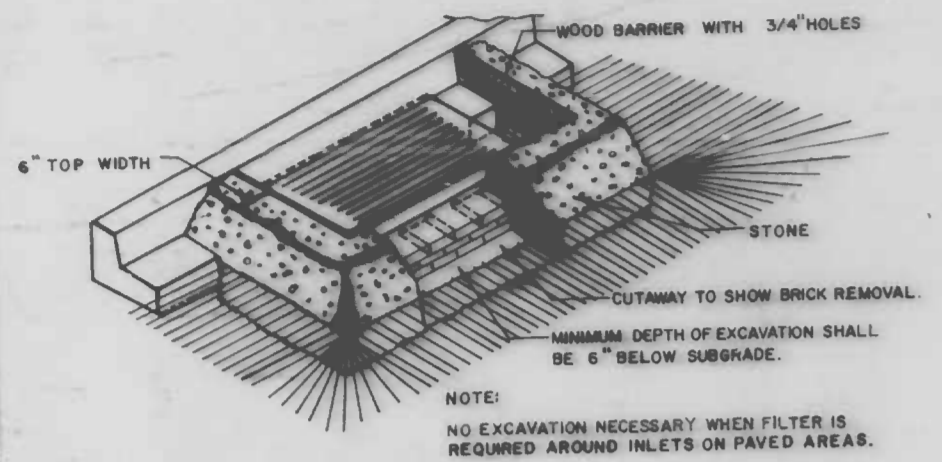 WOOD BARRIER WITH 3/4" HOLES
6" TOP WIDTH
STONE
CUTAWAY TO SHOW BRICK REMOVAL.
MINIMUM DEPTH OF EXCAVATION SHALL
BE 6" BELOW SUBGRADE.
NOTE:
NO EXCAVATION NECESSARY WHEN FILTER IS
REQUIRED AROUND INLETS ON PAVED AREAS.